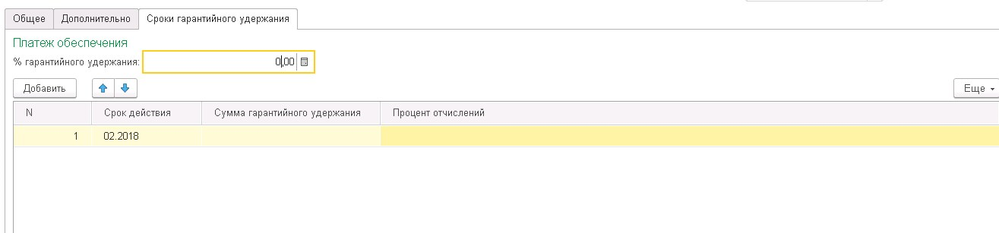 Общее Дополнительно Сроки гарантийного удержания
Платеж обеспечения
% гарантийного удержания: 0,00
Добавить Еще
N Срок действия Сумма гарантийного удержания Процент отчислений
1 02.2018